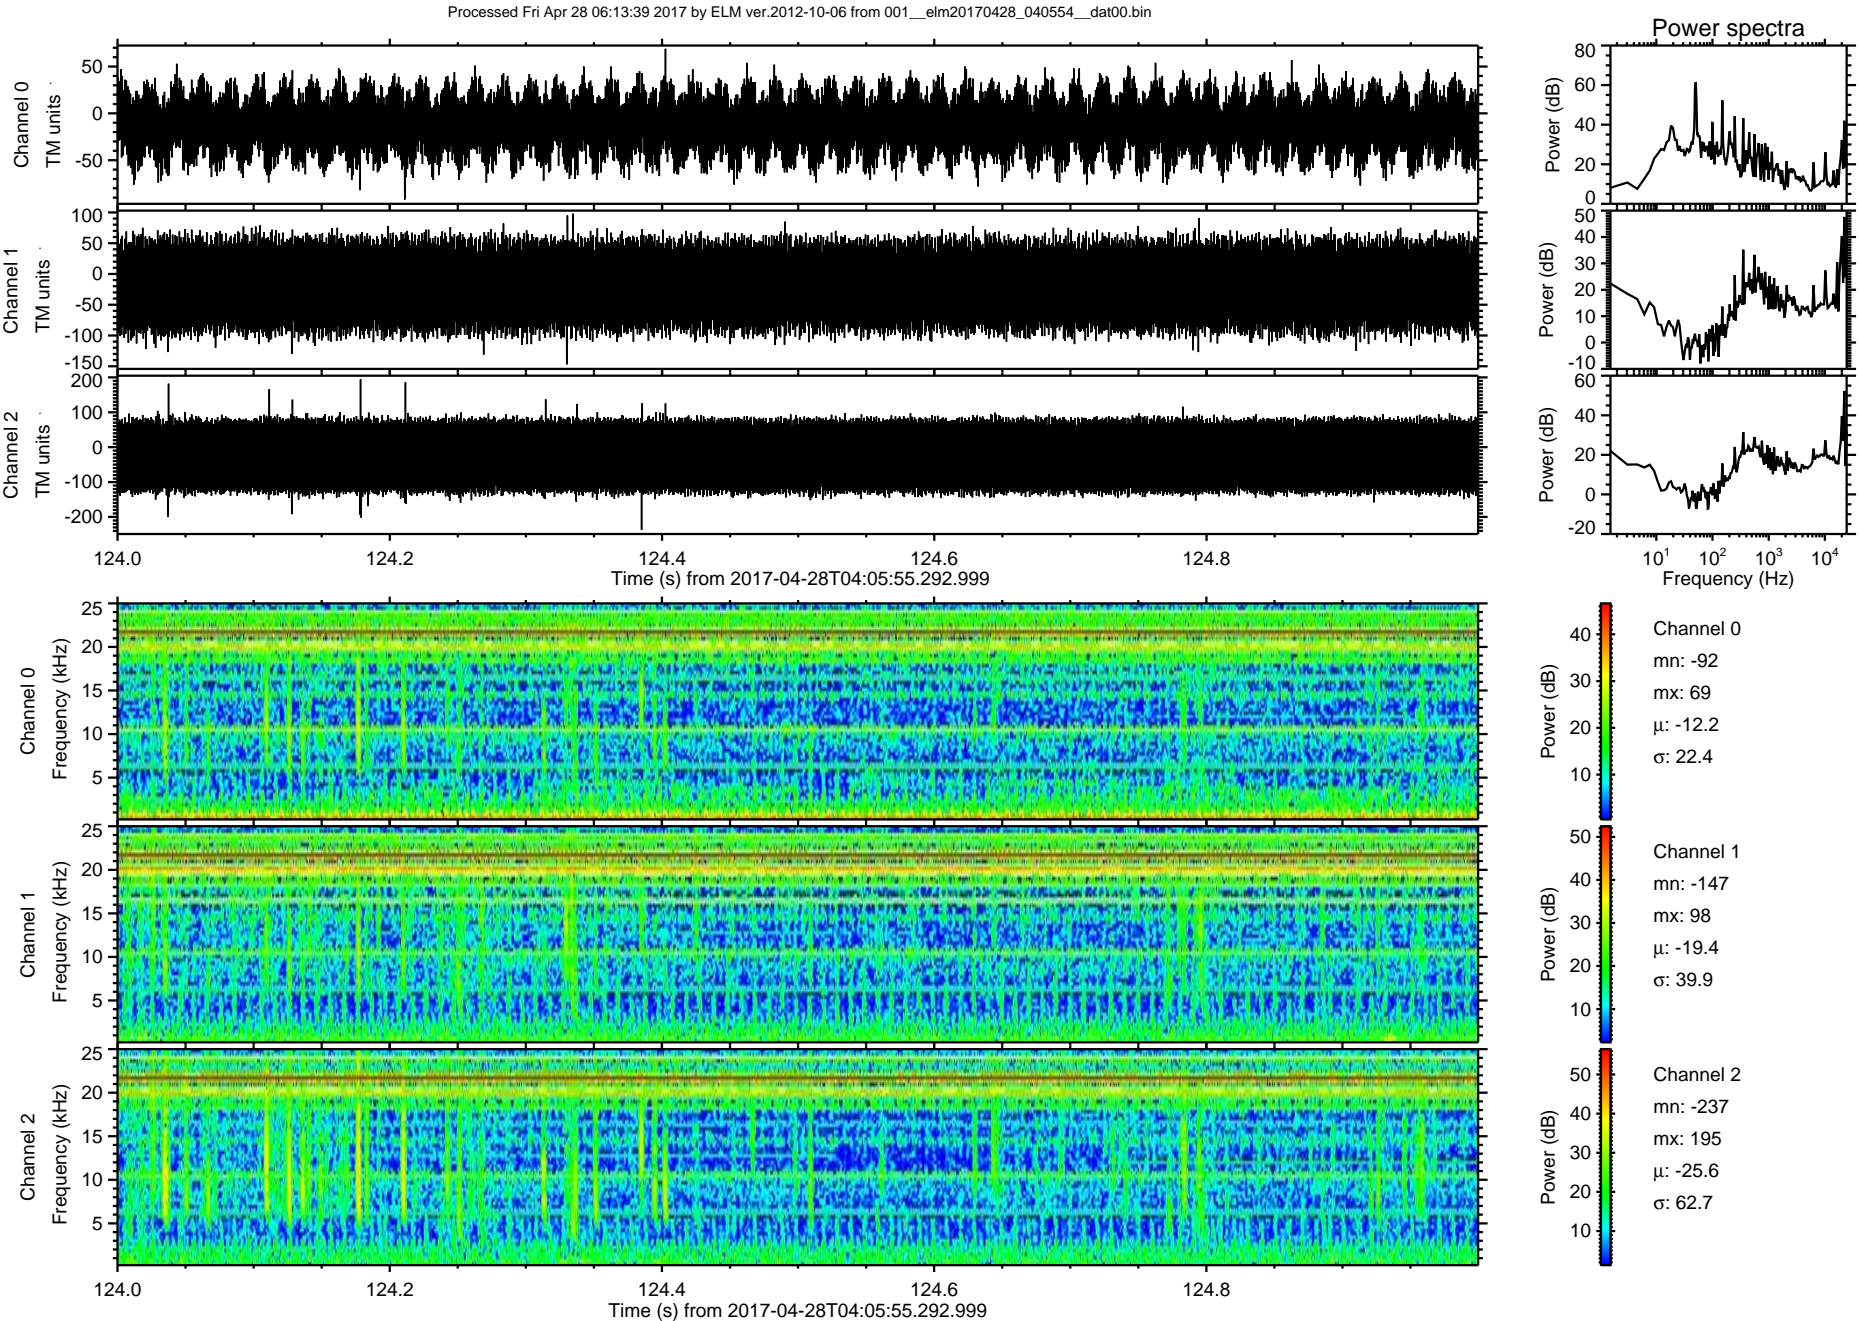 Processed Fri Apr 28 06:13:39 2017 by ELM ver.2012-10-06 from 001__elm20170428_040554__dat00.bin
Power spectra
Channel 0
TM units
50
0
-50
Power (dB)
80
60
40
20
0
Channel 1
TM units
100
50
0
-50
-100
-150
Power (dB)
50
40
30
20
10
0
-10
Channel 2
TM units
200
100
0
-100
-200
Power (dB)
60
40
20
0
-20
124.0 124.2 124.4 124.6 124.8
Time (s) from 2017-04-28T04:05:55.292.999
10^1 10^2 10^3 10^4
Frequency (Hz)
Channel 0
Frequency (kHz)
25
20
15
10
5
Power (dB)
40
30
20
10
Channel 0
mn: -92
mx: 69
μ: -12.2
σ: 22.4
Channel 1
Frequency (kHz)
25
20
15
10
5
Power (dB)
50
40
30
20
10
Channel 1
mn: -147
mx: 98
μ: -19.4
σ: 39.9
Channel 2
Frequency (kHz)
25
20
15
10
5
Power (dB)
50
40
30
20
10
Channel 2
mn: -237
mx: 195
μ: -25.6
σ: 62.7
124.0 124.2 124.4 124.6 124.8
Time (s) from 2017-04-28T04:05:55.292.999